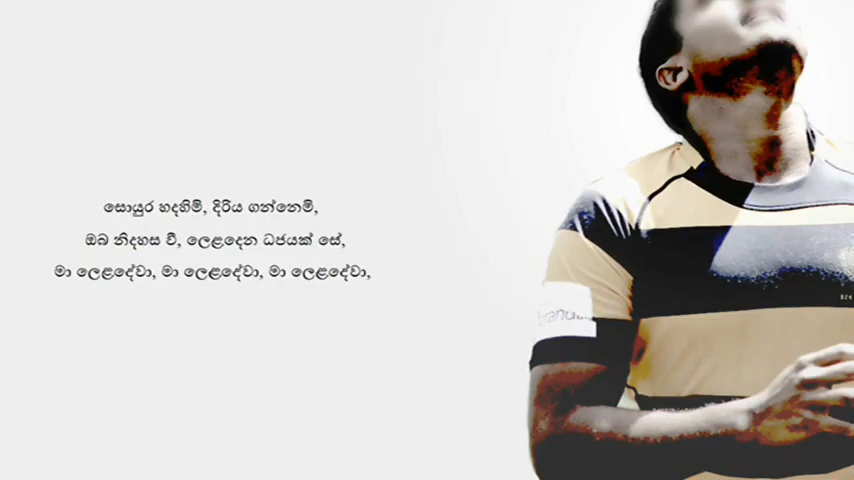 සොයුර හදහිමි, දිරිය ගන්නෙමි,
ඔබ නිදහස වී, ලෙළදෙන ධජයක් සේ,
මා ලෙළදේවා, මා ලෙළදේවා, මා ලෙළදේවා,